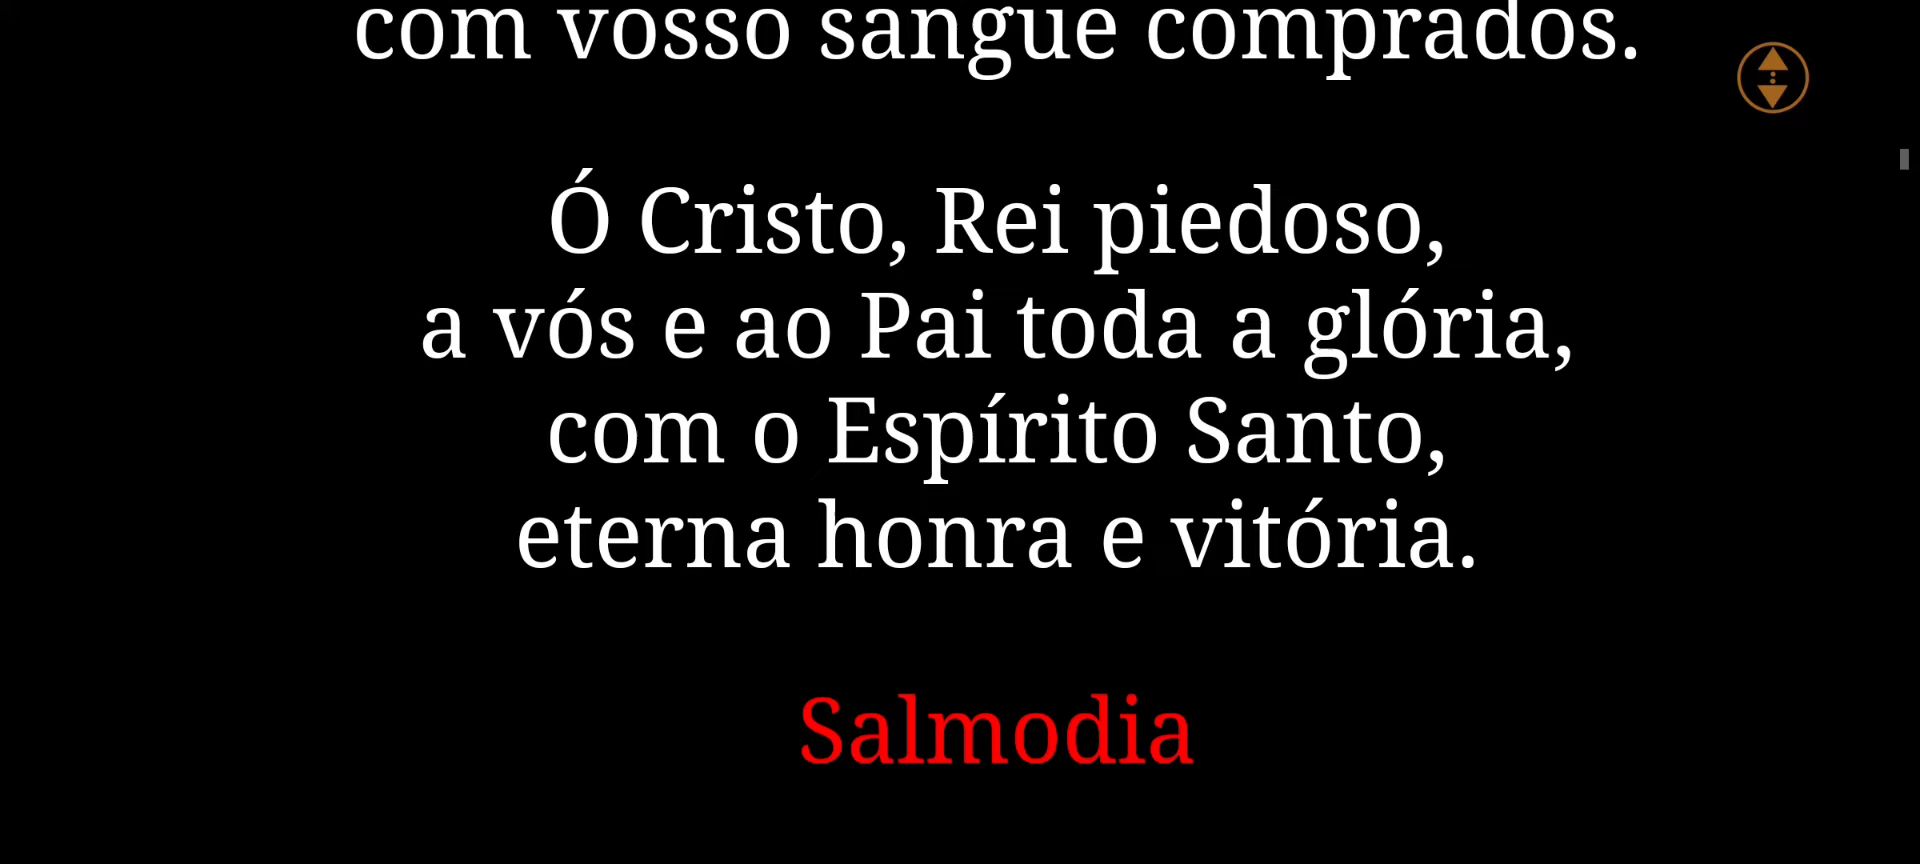 com vosso sangue comprados.
Ó Cristo, Rei piedoso,
a vós e ao Pai toda a glória,
com o Espírito Santo,
eterna honra e vitória.
Salmodia